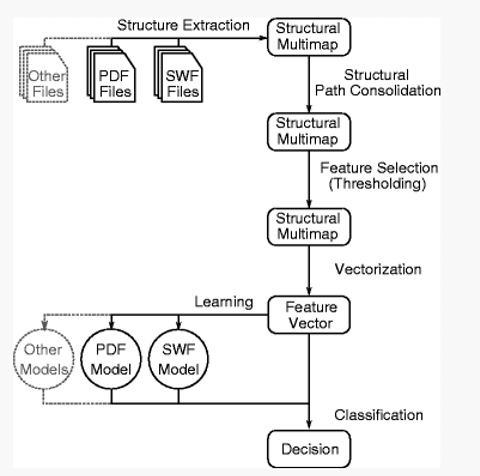 Structure Extraction
Structural
Multimap
Other
Files
PDF
Files
SWF
Files
Structural
Path Consolidation
Structural
Multimap
Feature Selection
(Thresholding)
Structural
Multimap
Vectorization
Learning
Feature
Vector
Other
Models
PDF
Model
SWF
Model
Classification
Decision